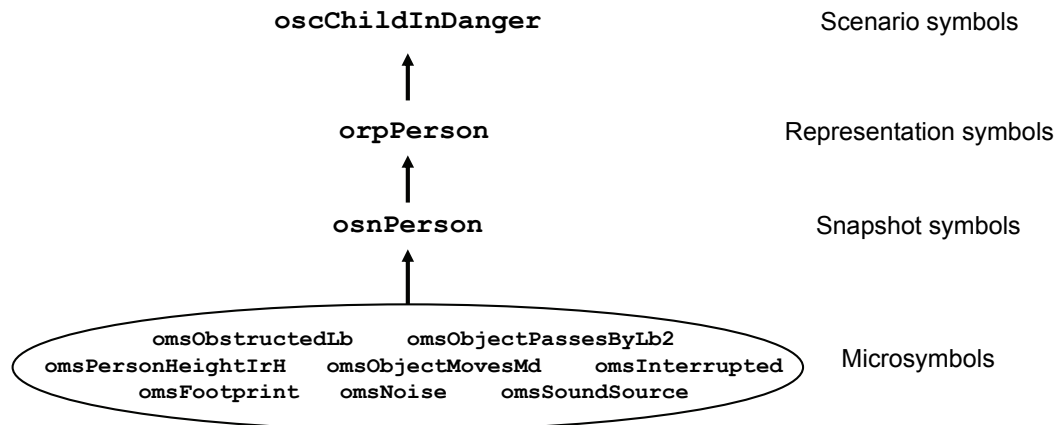 oscChildInDanger Scenario symbols
orpPerson Representation symbols
osnPerson Snapshot symbols
omsObstructedLb omsObjectPassesByLb2
omsPersonHeightIrH omsObjectMovesMd omsInterrupted Microsymbols
omsFootprint omsNoise omsSoundSource